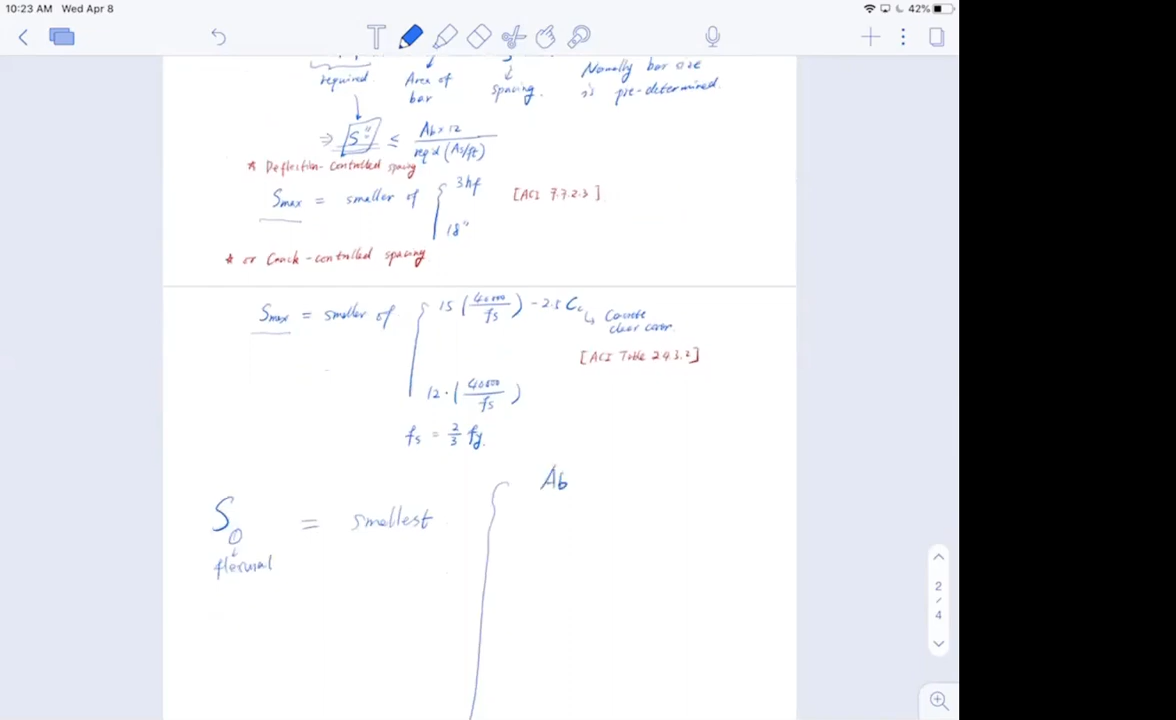 10:23 AM Wed Apr 8
42%
required. Area of bar spacing. Normally bar size is pre-determined.
⇒ S" ≤ Ab x 12 / req'd (As/ft)
* Deflection-controlled spacing
Smax = smaller of { 3hf [ACI 7.7.2.3]
18"
* or Crack-controlled spacing
Smax = smaller of { 15 (40000 / fs) - 2.5 Cc ↳ Concrete clear cover.
[ACI Table 24.3.2]
12 · (40000 / fs)
fs = 2/3 fy.
S① = smallest { Ab
flexural
2
/
4